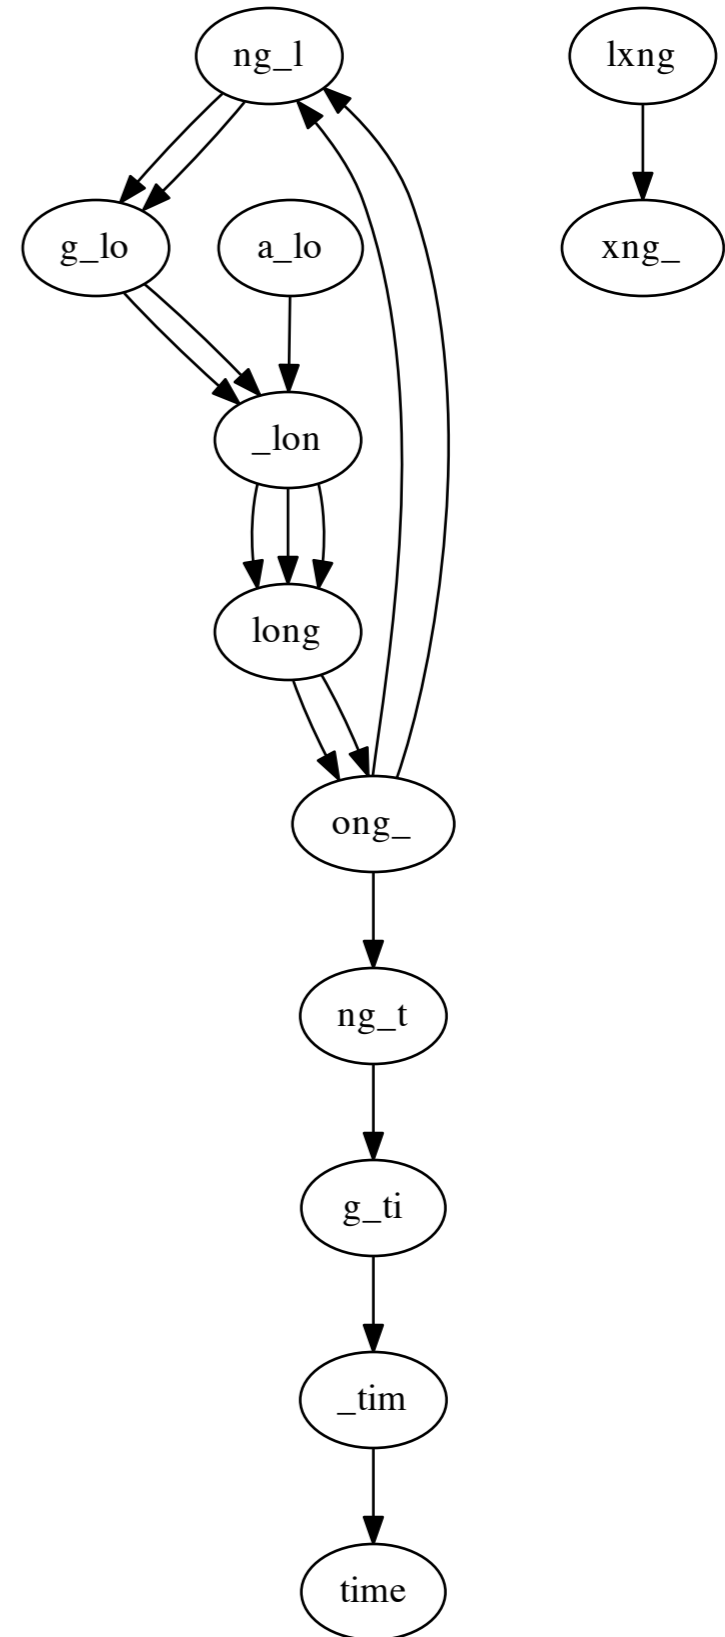 ng_l lxng
g_lo a_lo xng_
_lon
long
ong_
ng_t
g_ti
_tim
time